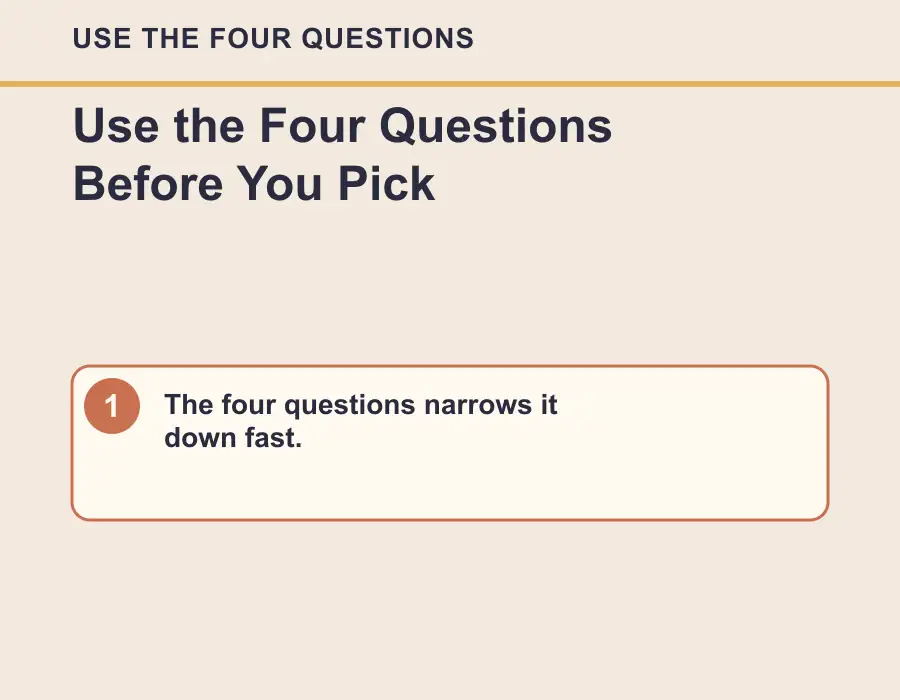 USE THE FOUR QUESTIONS
Use the Four Questions
Before You Pick
1
The four questions narrows it
down fast.